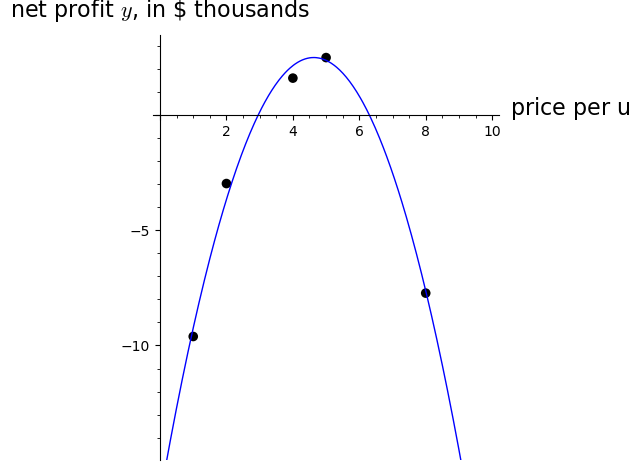 net profit y, in $ thousands
price per u
2 4 6 8 10
−5
−10